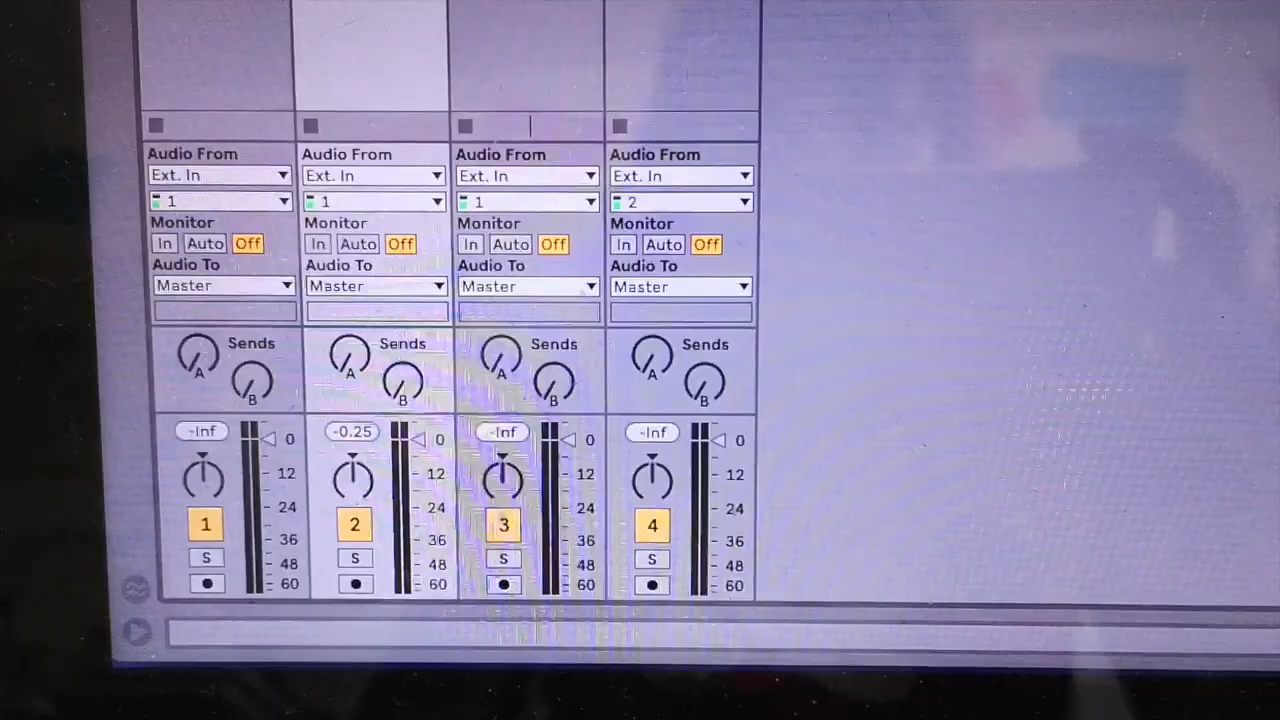 Audio From Audio From Audio From Audio From
Ext. In Ext. In Ext. In Ext. In
1 1 1 2
Monitor Monitor Monitor Monitor
In Auto Off In Auto Off In Auto Off In Auto Off
Audio To Audio To Audio To Audio To
Master Master Master Master
Sends Sends Sends Sends
A A A A
B B B B
-Inf 0 -0.25 0 -Inf 0 -Inf 0
12 12 12 12
24 24 24 24
1 2 3 4
36 36 36 36
S S S S
48 48 48 48
60 60 60 60